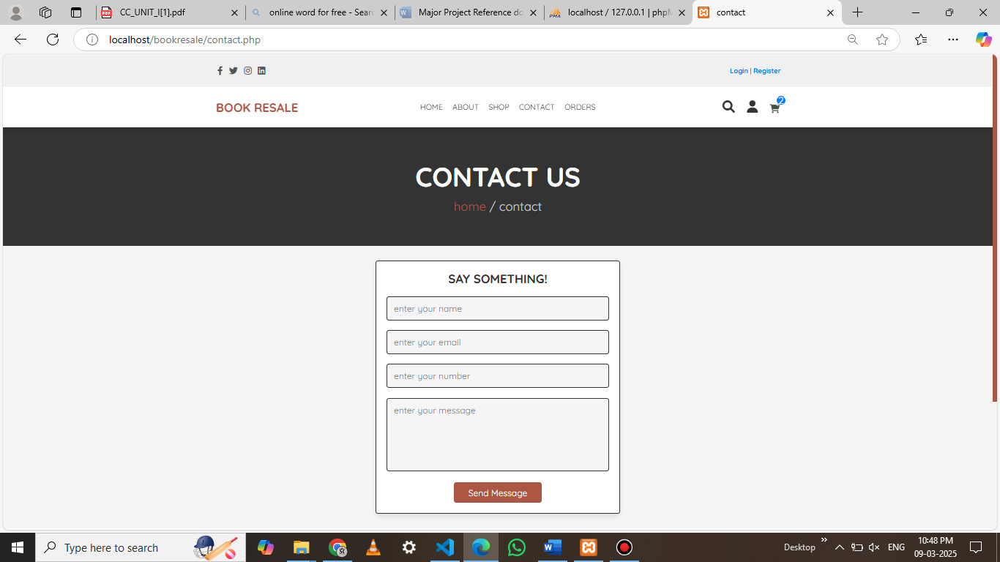 CC_UNIT_I[1].pdf
online word for free - Sear
Major Project Reference do
localhost / 127.0.0.1 | phpM
contact
localhost/bookresale/contact.php
Login | Register
BOOK RESALE
HOME ABOUT SHOP CONTACT ORDERS
2
CONTACT US
home / contact
SAY SOMETHING!
enter your name
enter your email
enter your number
enter your message
Send Message
Type here to search
Desktop
ENG
10:48 PM
09-03-2025